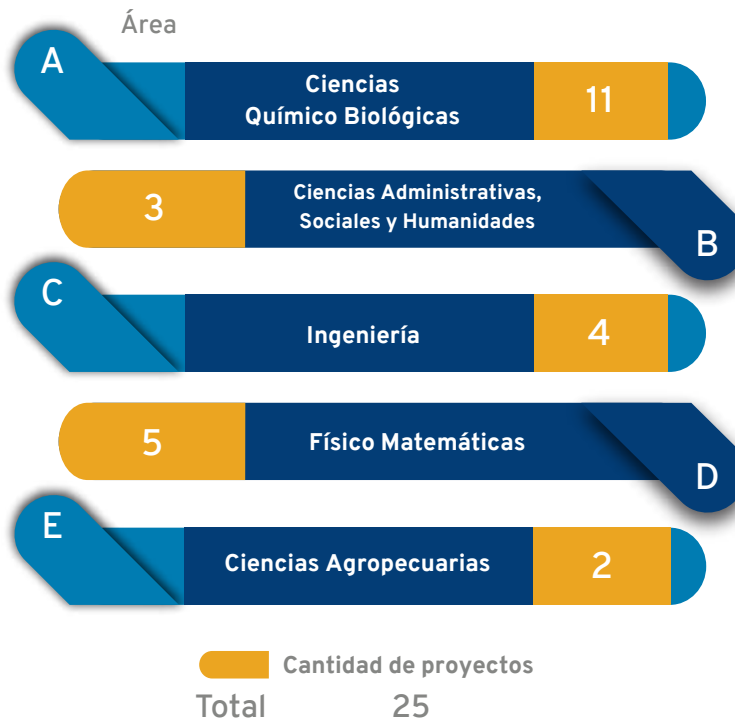 Área
A
Ciencias
Químico Biológicas
11
3
Ciencias Administrativas,
Sociales y Humanidades
B
C
Ingeniería
4
5
Físico Matemáticas
D
E
Ciencias Agropecuarias
2
Cantidad de proyectos
Total 25